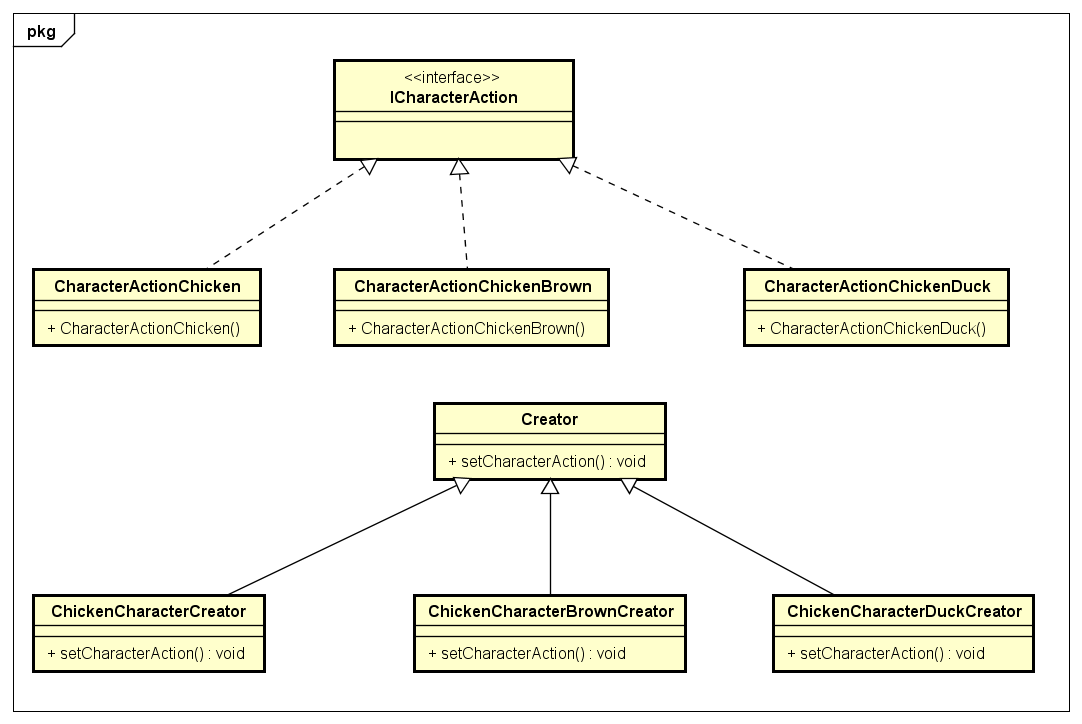 pkg
<<interface>>
ICharacterAction
CharacterActionChicken
+ CharacterActionChicken()
CharacterActionChickenBrown
+ CharacterActionChickenBrown()
CharacterActionChickenDuck
+ CharacterActionChickenDuck()
Creator
+ setCharacterAction() : void
ChickenCharacterCreator
+ setCharacterAction() : void
ChickenCharacterBrownCreator
+ setCharacterAction() : void
ChickenCharacterDuckCreator
+ setCharacterAction() : void